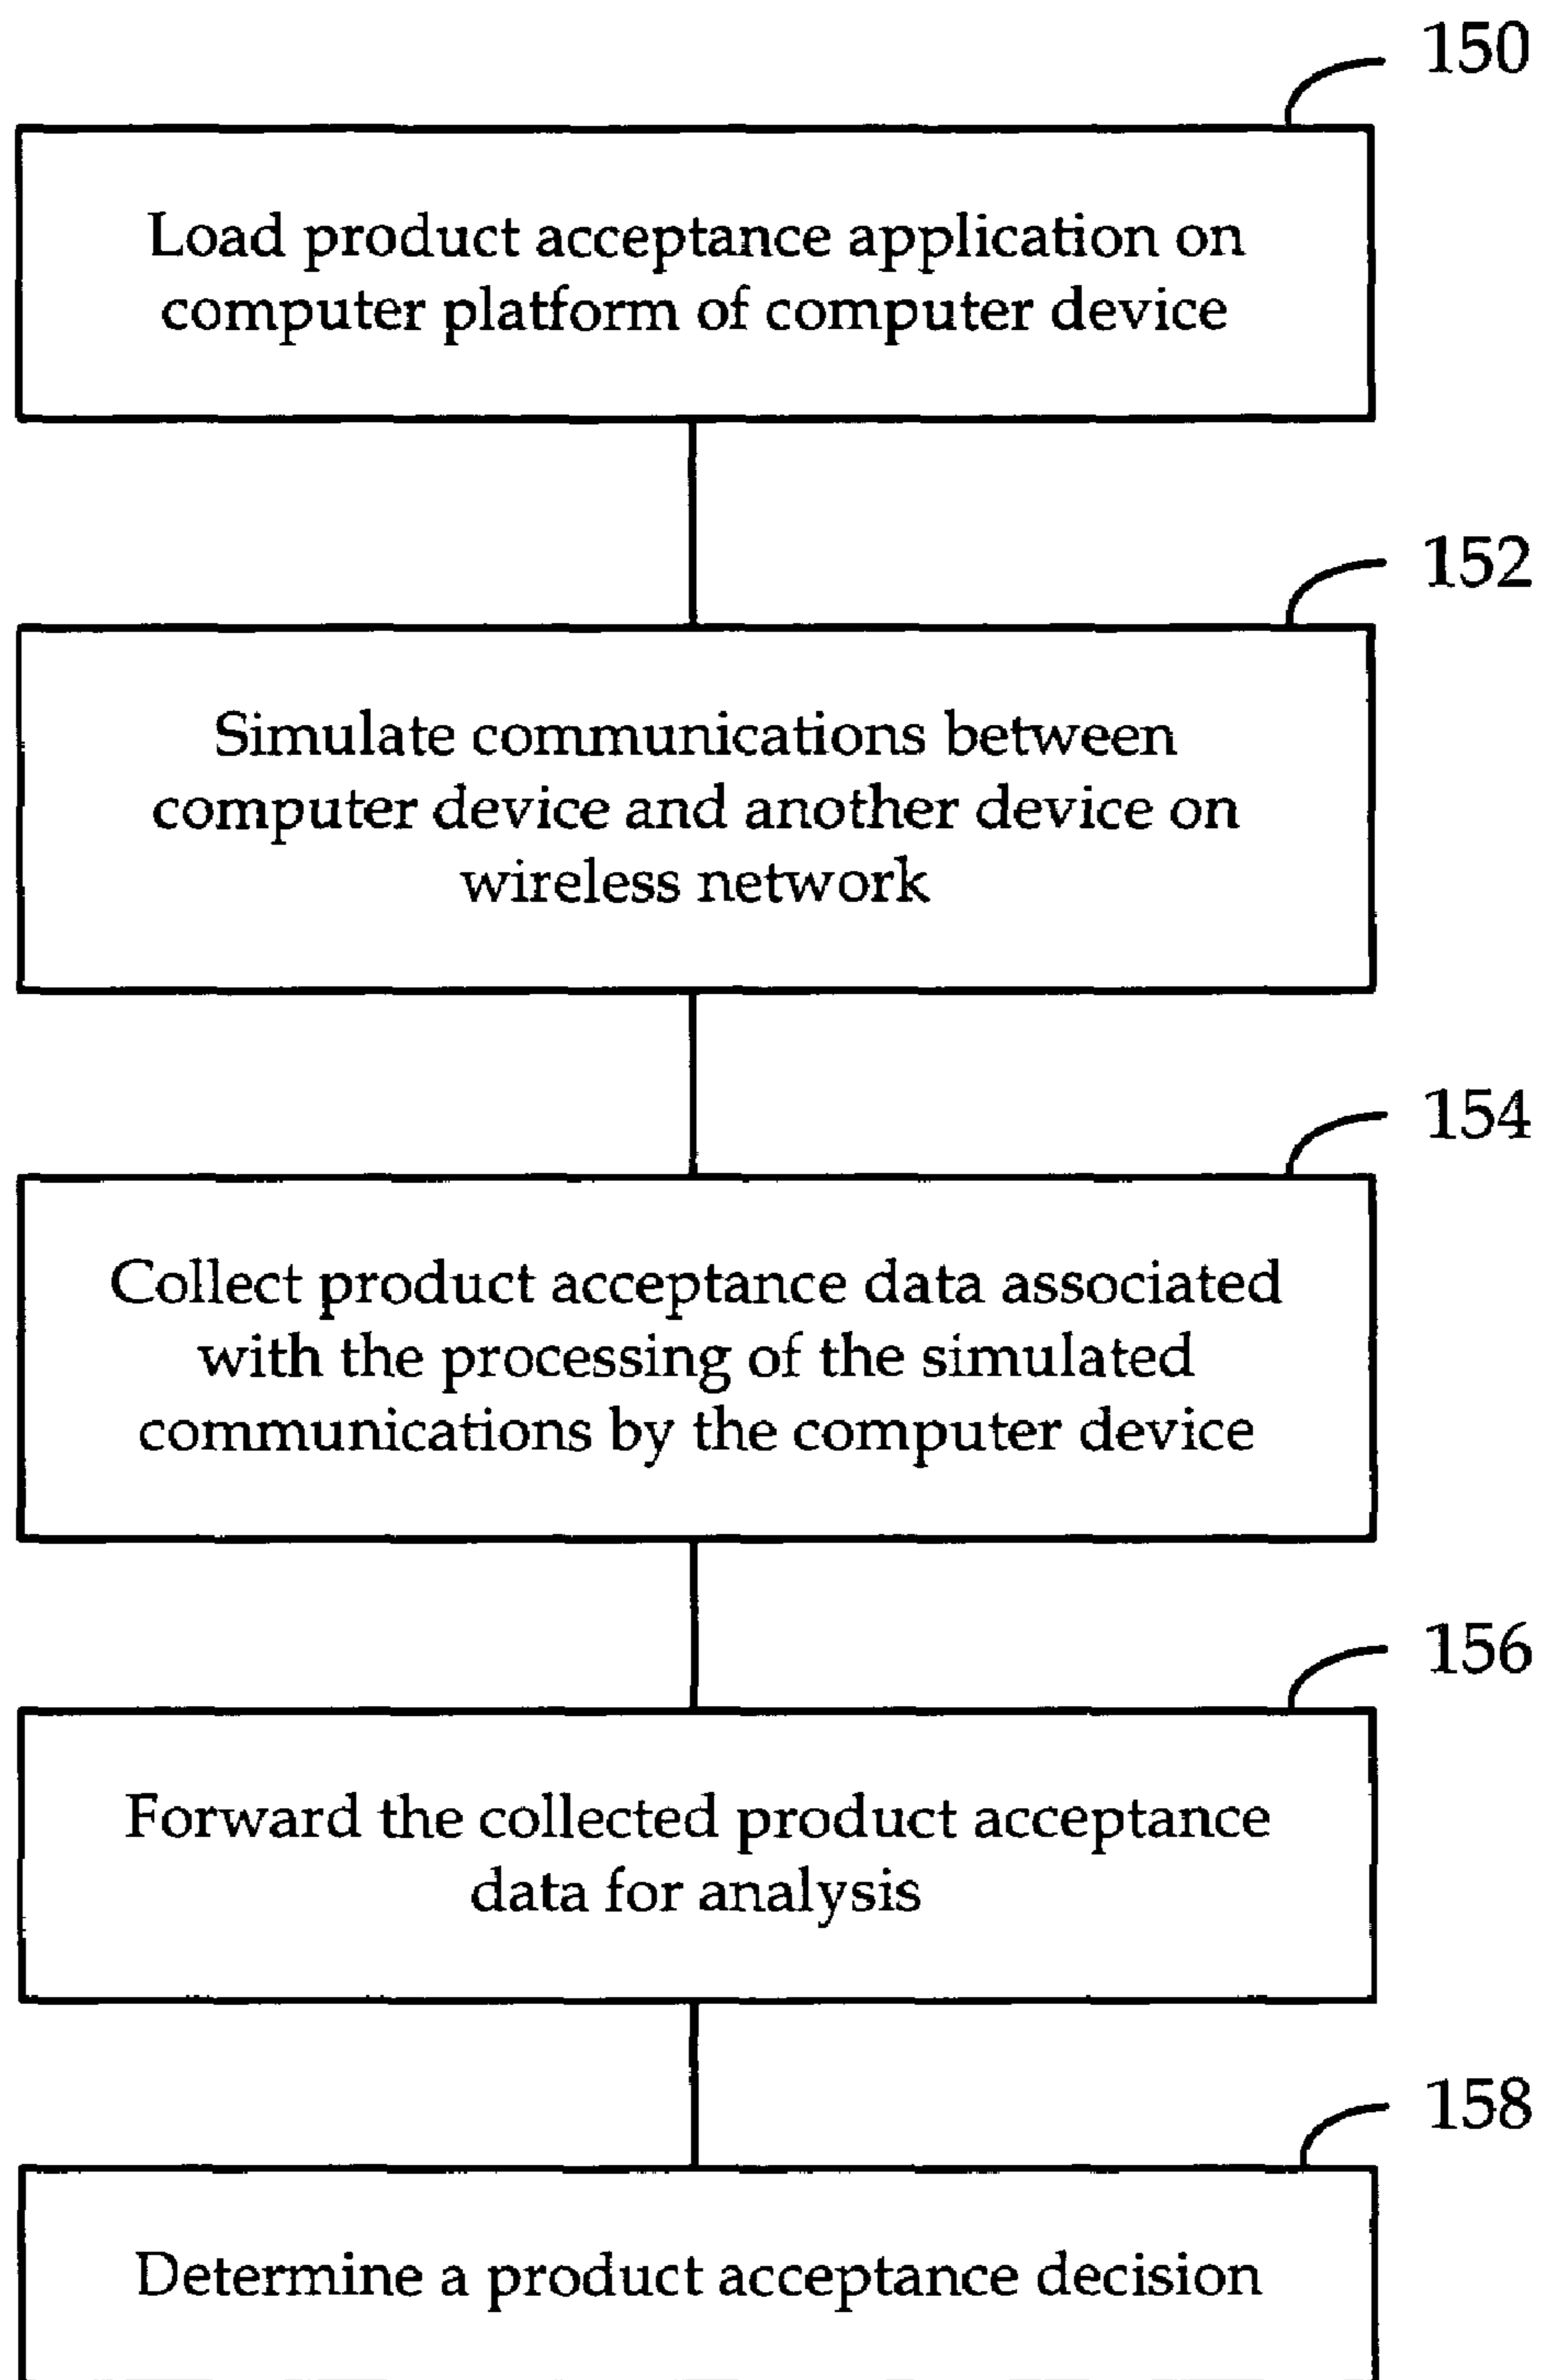 150
Load product acceptance application on
computer platform of computer device
152
Simulate communications between
computer device and another device on
wireless network
154
Collect product acceptance data associated
with the processing of the simulated
communications by the computer device
156
Forward the collected product acceptance
data for analysis
158
Determine a product acceptance decision